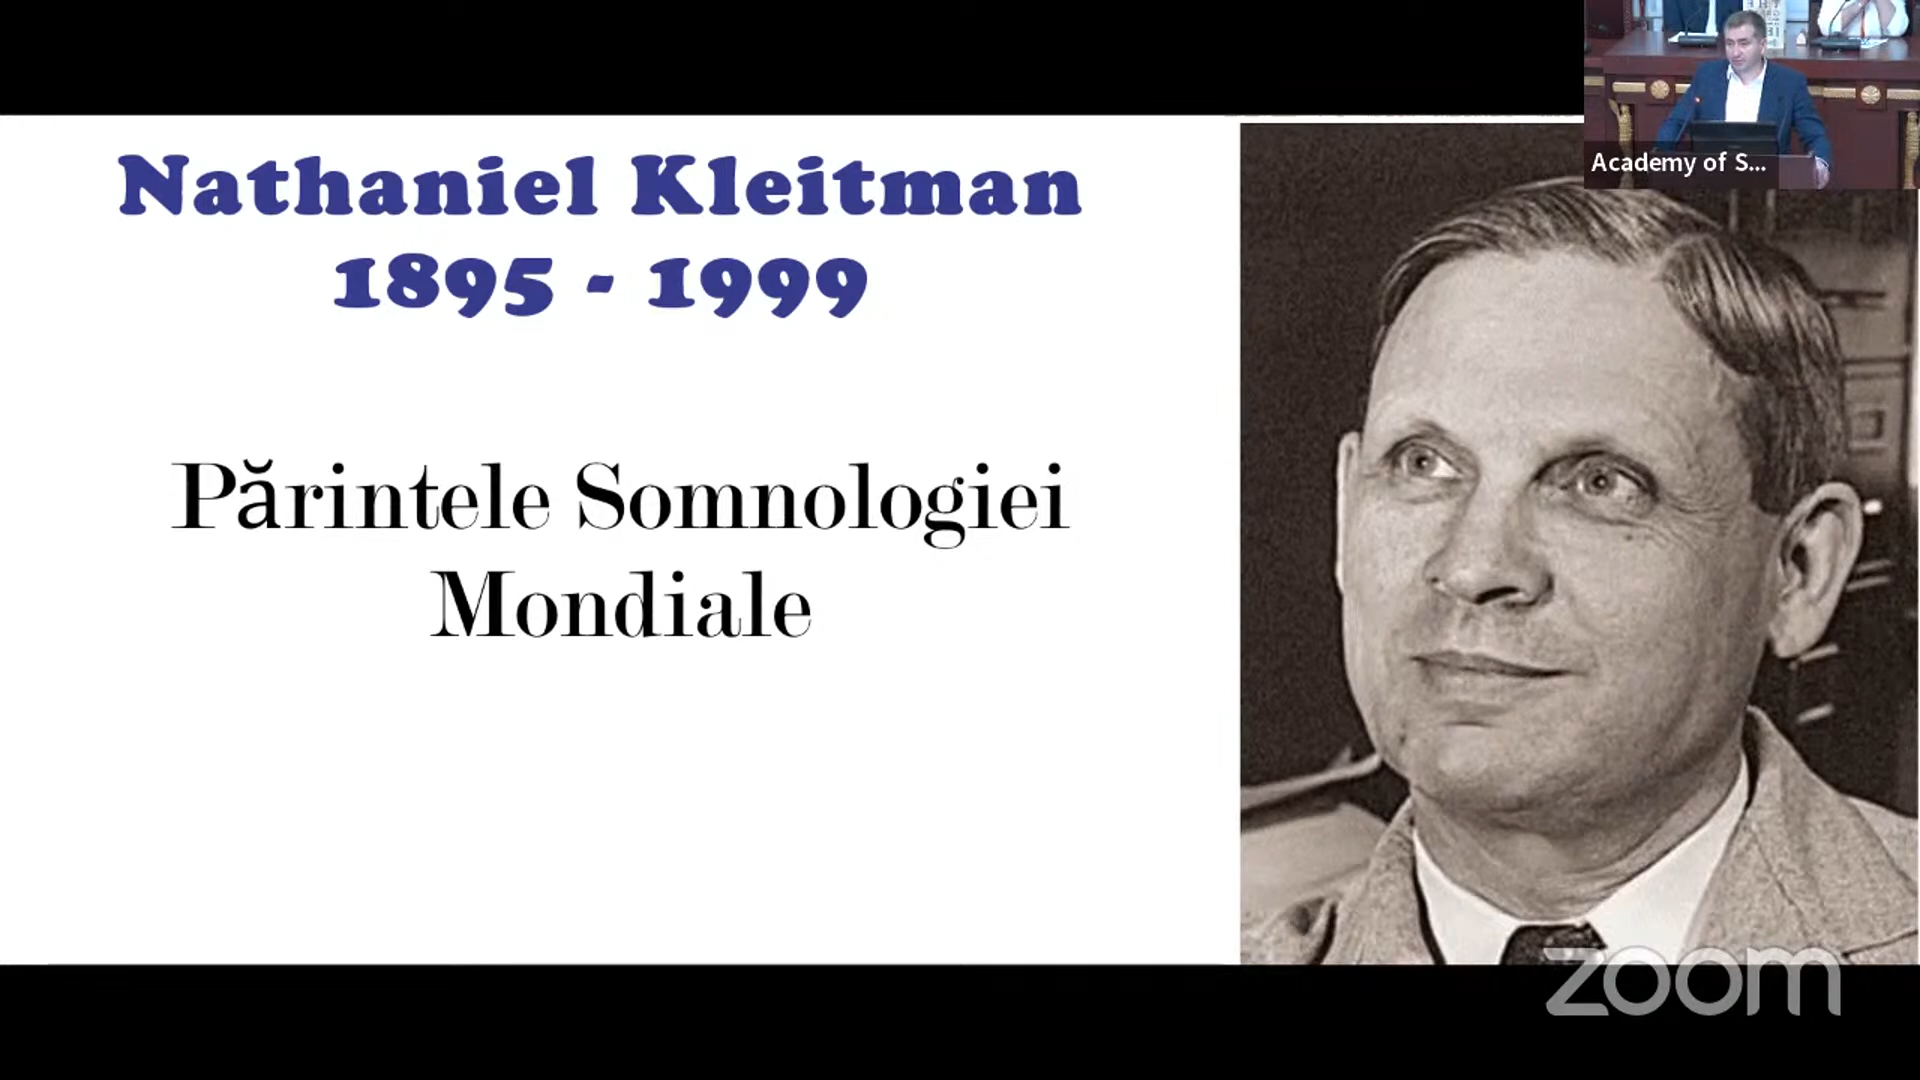 Academy of S...
Nathaniel Kleitman
1895 - 1999
Părintele Somnologiei
Mondiale
zoom